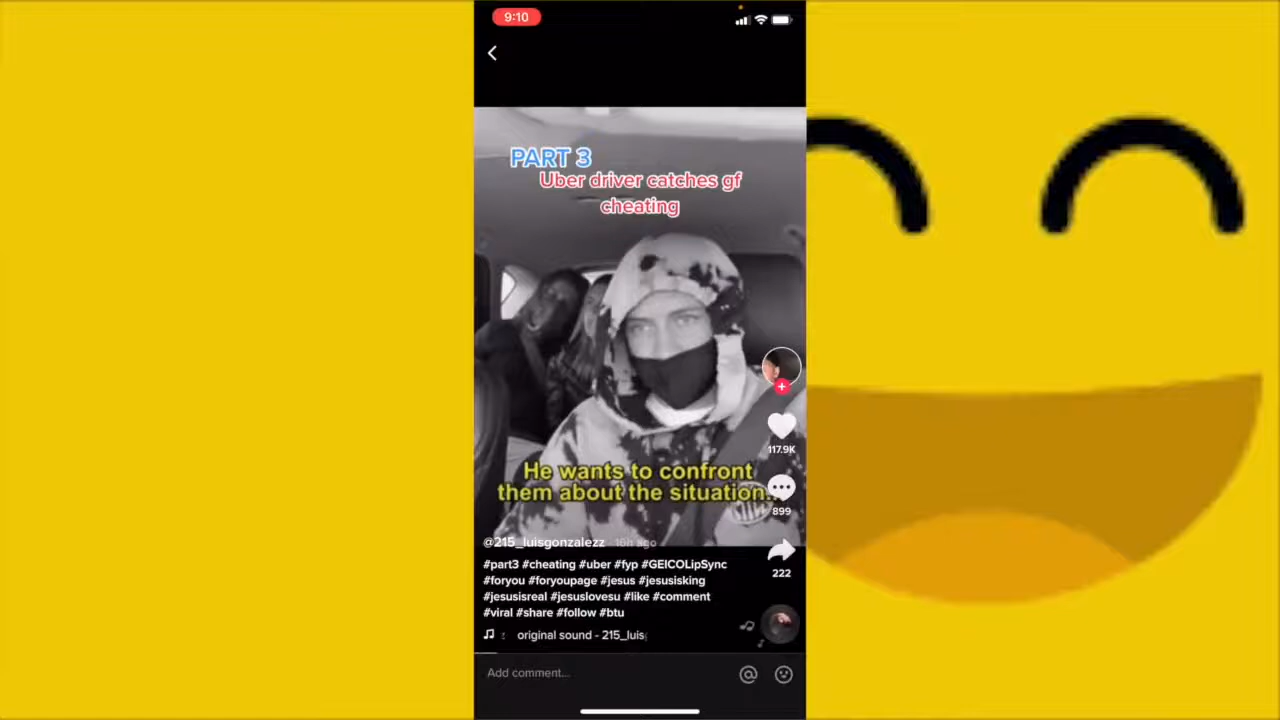 9:10
PART 3
Uber driver catches gf
cheating
117.9K
He wants to confront
them about the situation..
899
@215_luisgonzalezz · 16h ago
222
#part3 #cheating #uber #fyp #GEICOLipSync
#foryou #foryoupage #jesus #jesusisking
#jesusisreal #jesuslovesu #like #comment
#viral #share #follow #btu
original sound - 215_luis
Add comment...